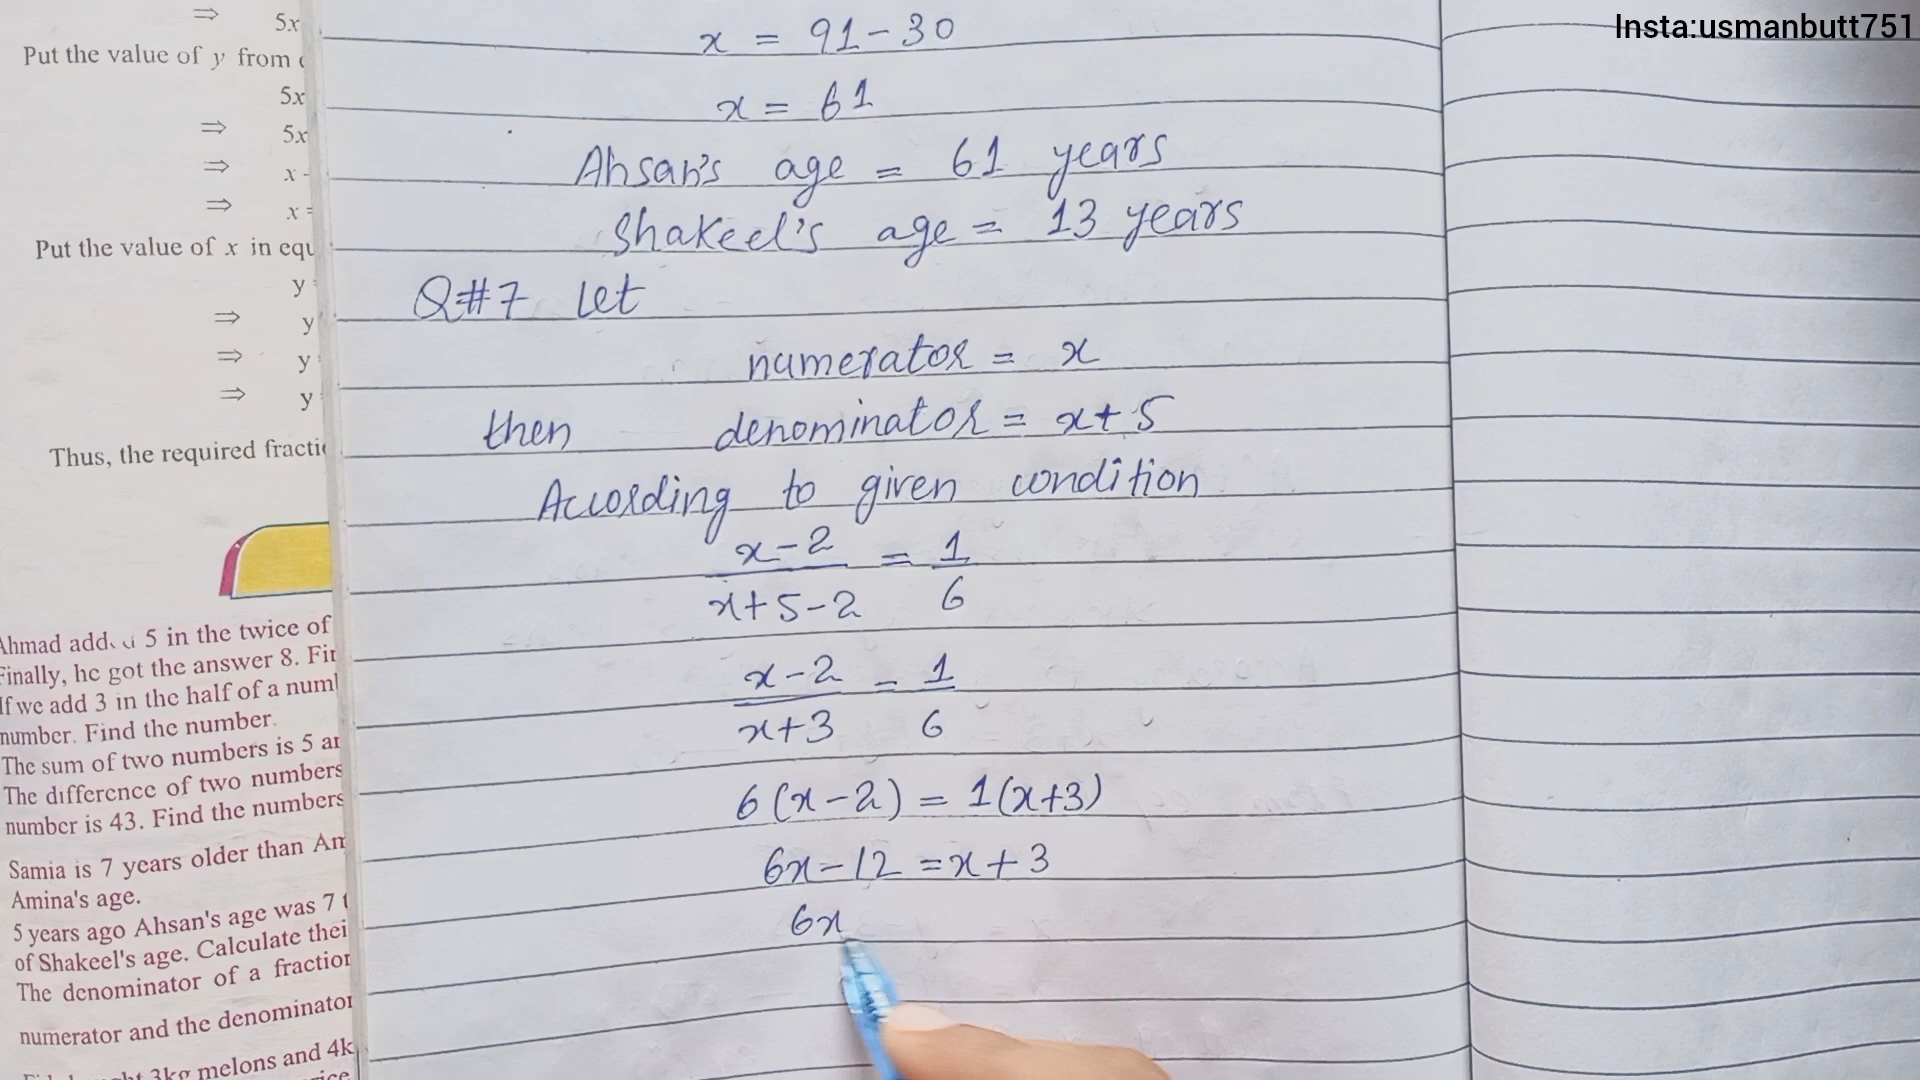 Insta:usmanbutt751
⇒ 5x
Put the value of y from
5x
⇒ 5x
⇒ x -
⇒ x =
Put the value of x in equ
y
⇒ y
⇒ y
⇒ y
Thus, the required fracti
Ahmad add 5 in the twice of
Finally, he got the answer 8. Fin
If we add 3 in the half of a num
number. Find the number.
The sum of two numbers is 5 an
The difference of two numbers
number is 43. Find the numbers
Samia is 7 years older than Am
Amina's age.
5 years ago Ahsan's age was 7 t
of Shakeel's age. Calculate thei
The denominator of a fraction
numerator and the denominator
3kg melons and 4k
x = 91-30
x = 61
Ahsan's age = 61 years
Shakeel's age = 13 years
Q#7 Let
numerator = x
then denominator = x+5
According to given condition
x-2 = 1
x+5-2 6
x-2 = 1
x+3 6
6(x-2) = 1(x+3)
6x-12 = x+3
6x